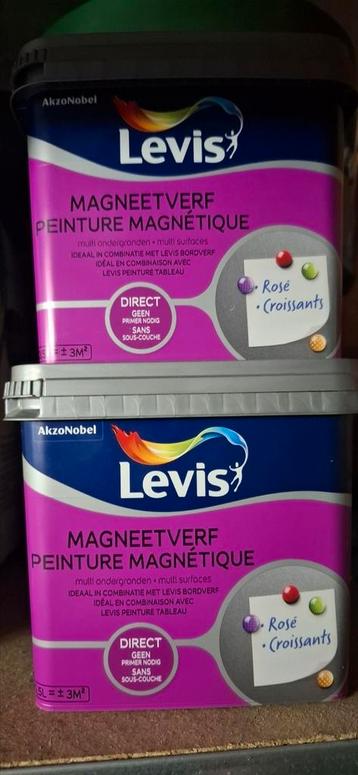 AkzoNobel
Levis
MAGNEETVERF
PEINTURE MAGNÉTIQUE
multi ondergronden • multi surfaces
IDEAAL IN COMBINATIE MET LEVIS BORDVERF
IDÉAL EN COMBINAISON AVEC
LEVIS PEINTURE TABLEAU
DIRECT
GEEN
PRIMER NODIG
SANS
SOUS-COUCHE
• Rosé
• Croissants
5L = ± 3M²
AkzoNobel
Levis
MAGNEETVERF
PEINTURE MAGNÉTIQUE
multi ondergronden • multi surfaces
IDEAAL IN COMBINATIE MET LEVIS BORDVERF
IDÉAL EN COMBINAISON AVEC
LEVIS PEINTURE TABLEAU
DIRECT
GEEN
PRIMER NODIG
SANS
SOUS-COUCHE
• Rosé
• Croissants
5L = ± 3M²